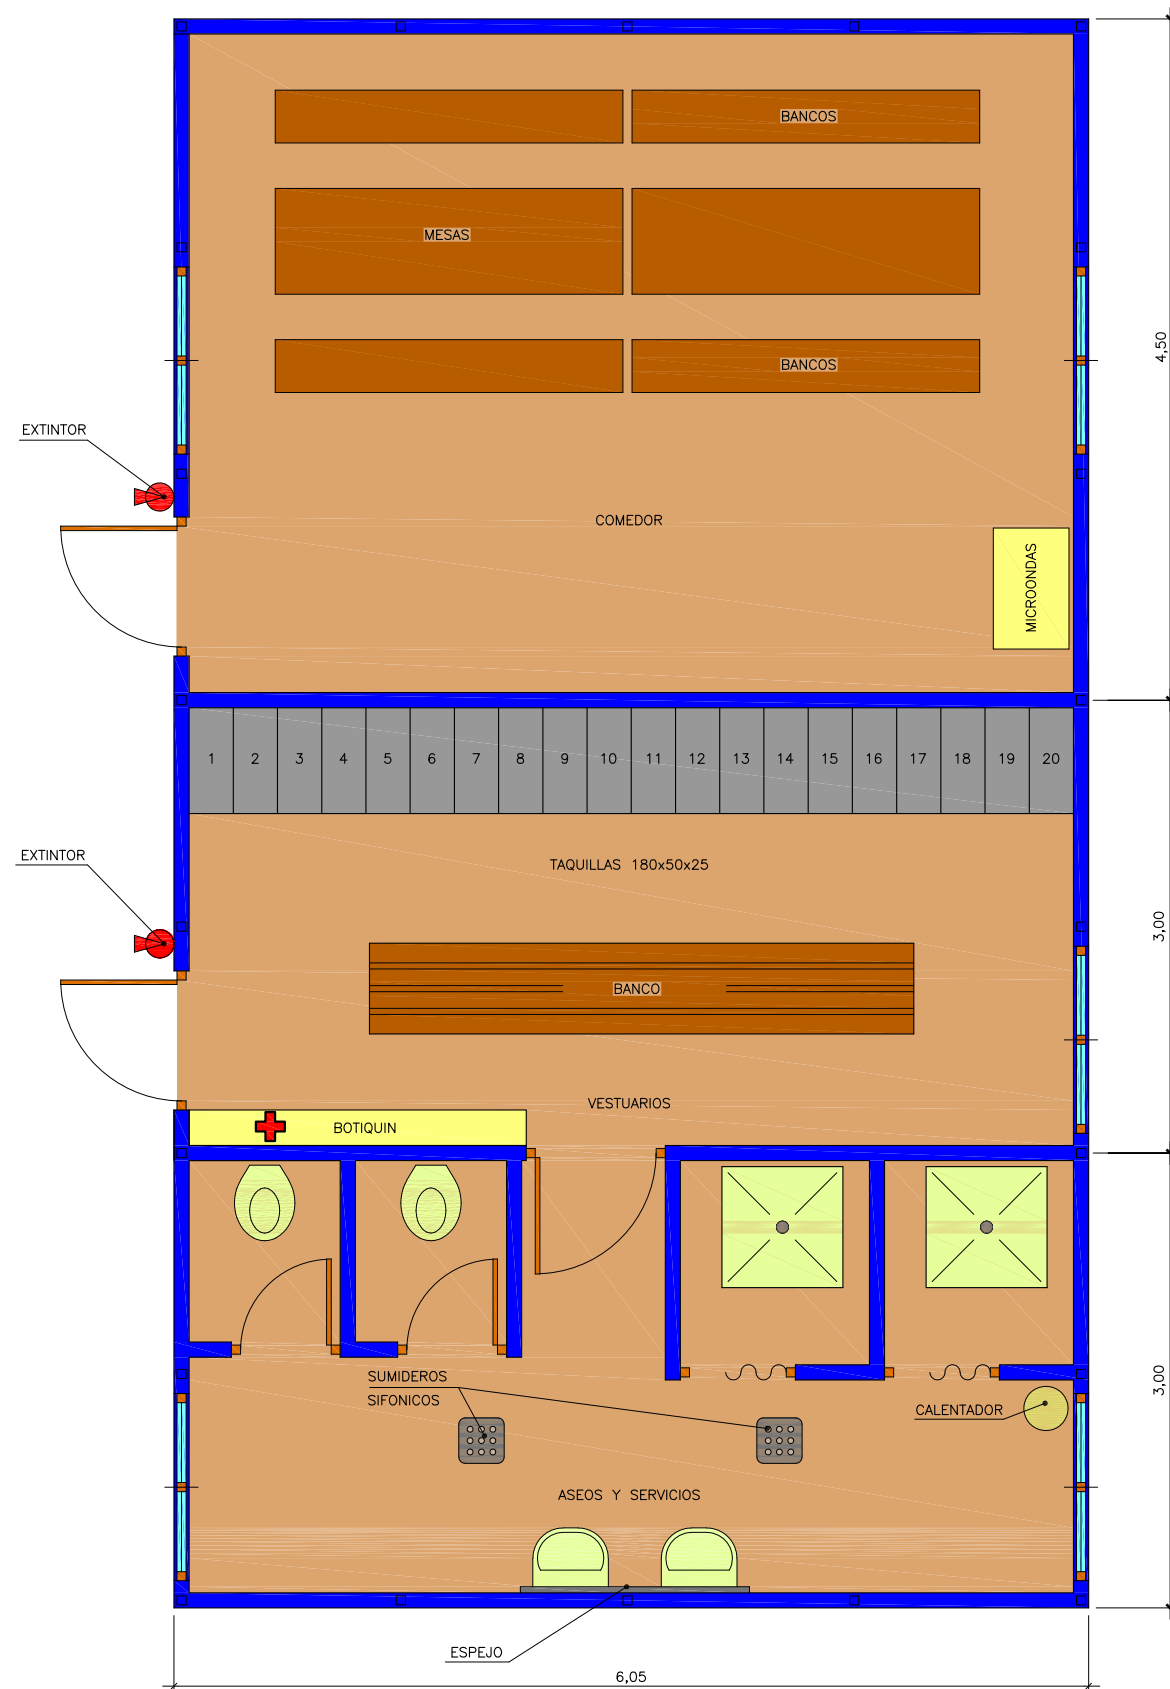 BANCOS
MESAS
4,50
BANCOS
EXTINTOR
COMEDOR
MICROONDAS
1 2 3 4 5 6 7 8 9 10 11 12 13 14 15 16 17 18 19 20
EXTINTOR
TAQUILLAS 180x50x25
3,00
BANCO
VESTUARIOS
BOTIQUIN
SUMIDEROS
SIFONICOS
3,00
CALENTADOR
ASEOS Y SERVICIOS
ESPEJO
6,05